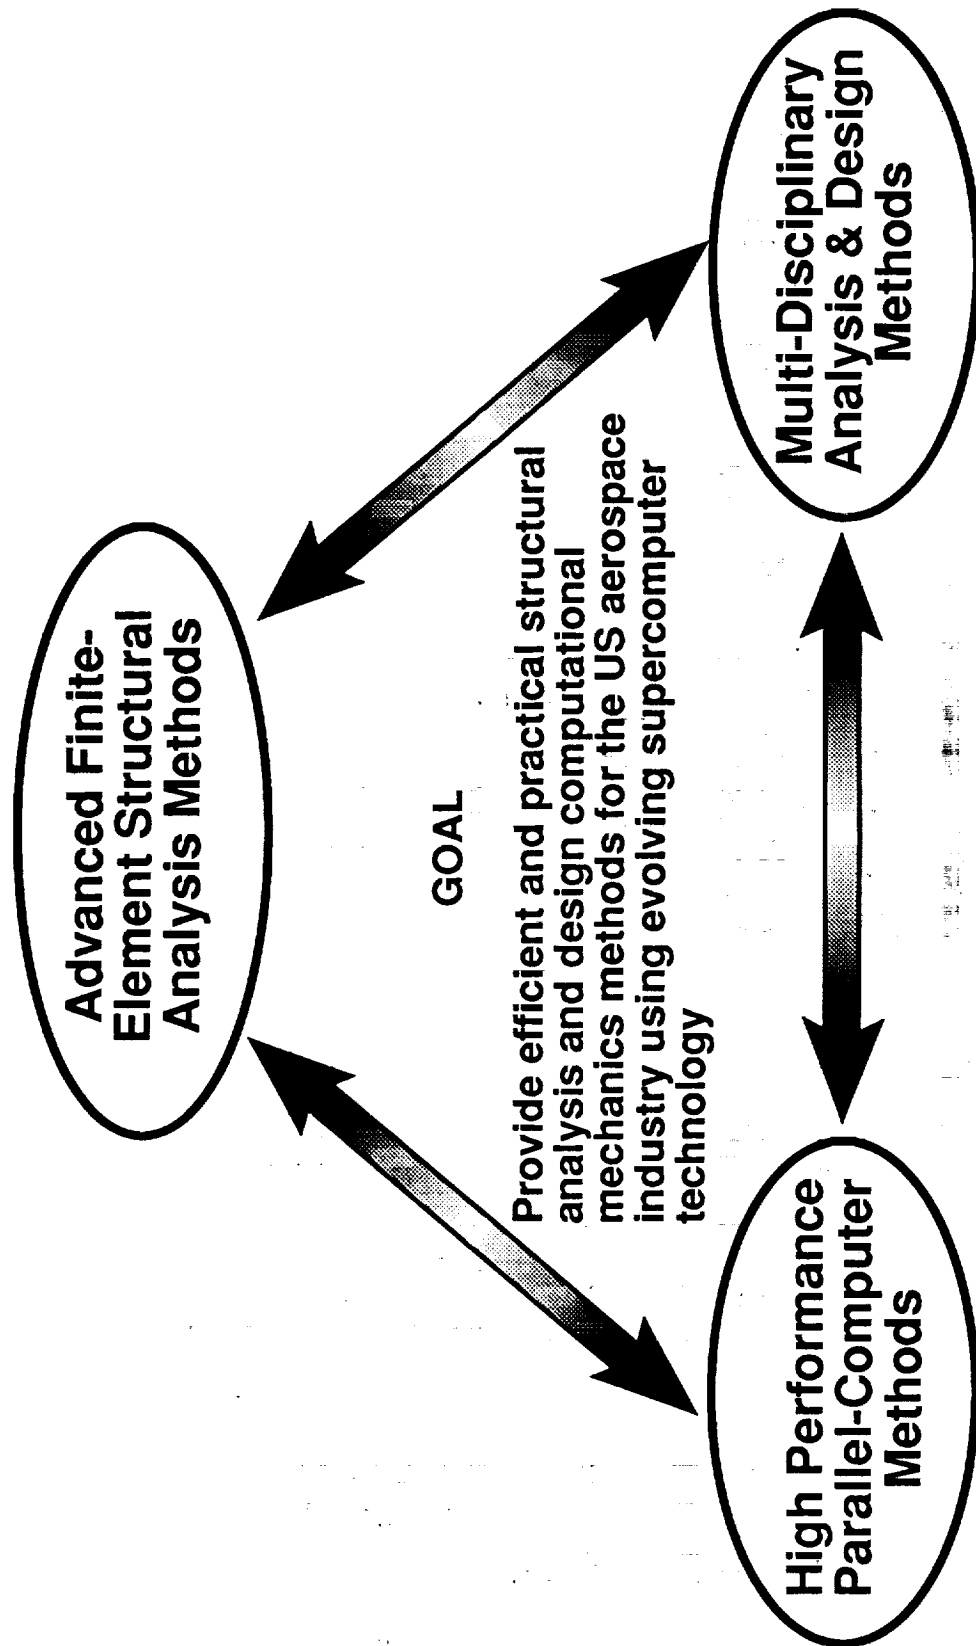 Advanced Finite-
Element Structural
Analysis Methods
GOAL
Provide efficient and practical structural
analysis and design computational
mechanics methods for the US aerospace
industry using evolving supercomputer
technology
High Performance
Parallel-Computer
Methods
Multi-Disciplinary
Analysis & Design
Methods